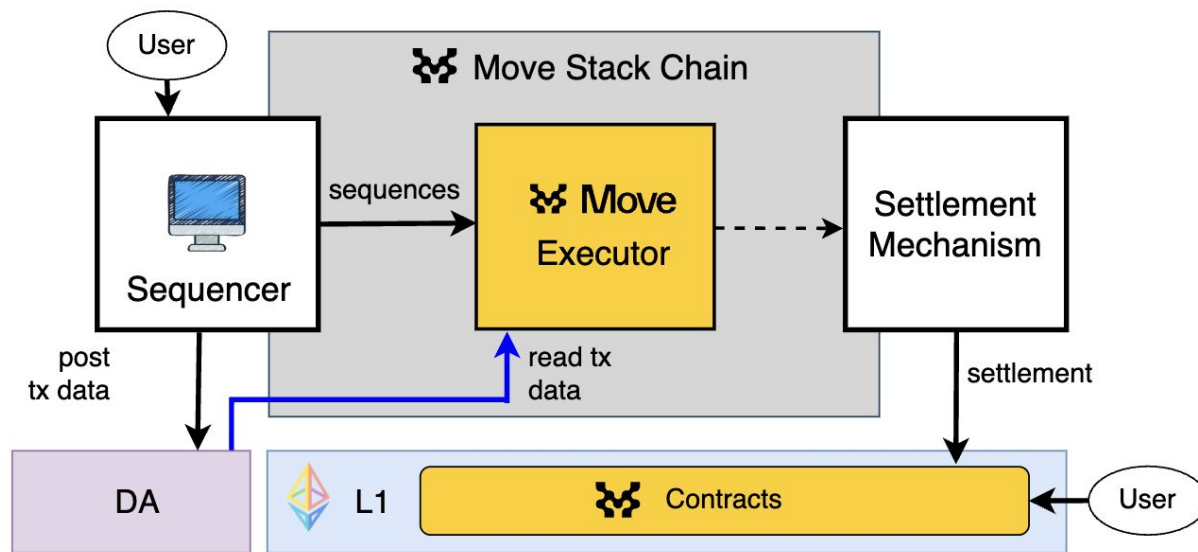 User
Move Stack Chain
Sequencer
sequences
Move
Executor
Settlement
Mechanism
post
tx data
read tx
data
settlement
DA
L1
Contracts
User